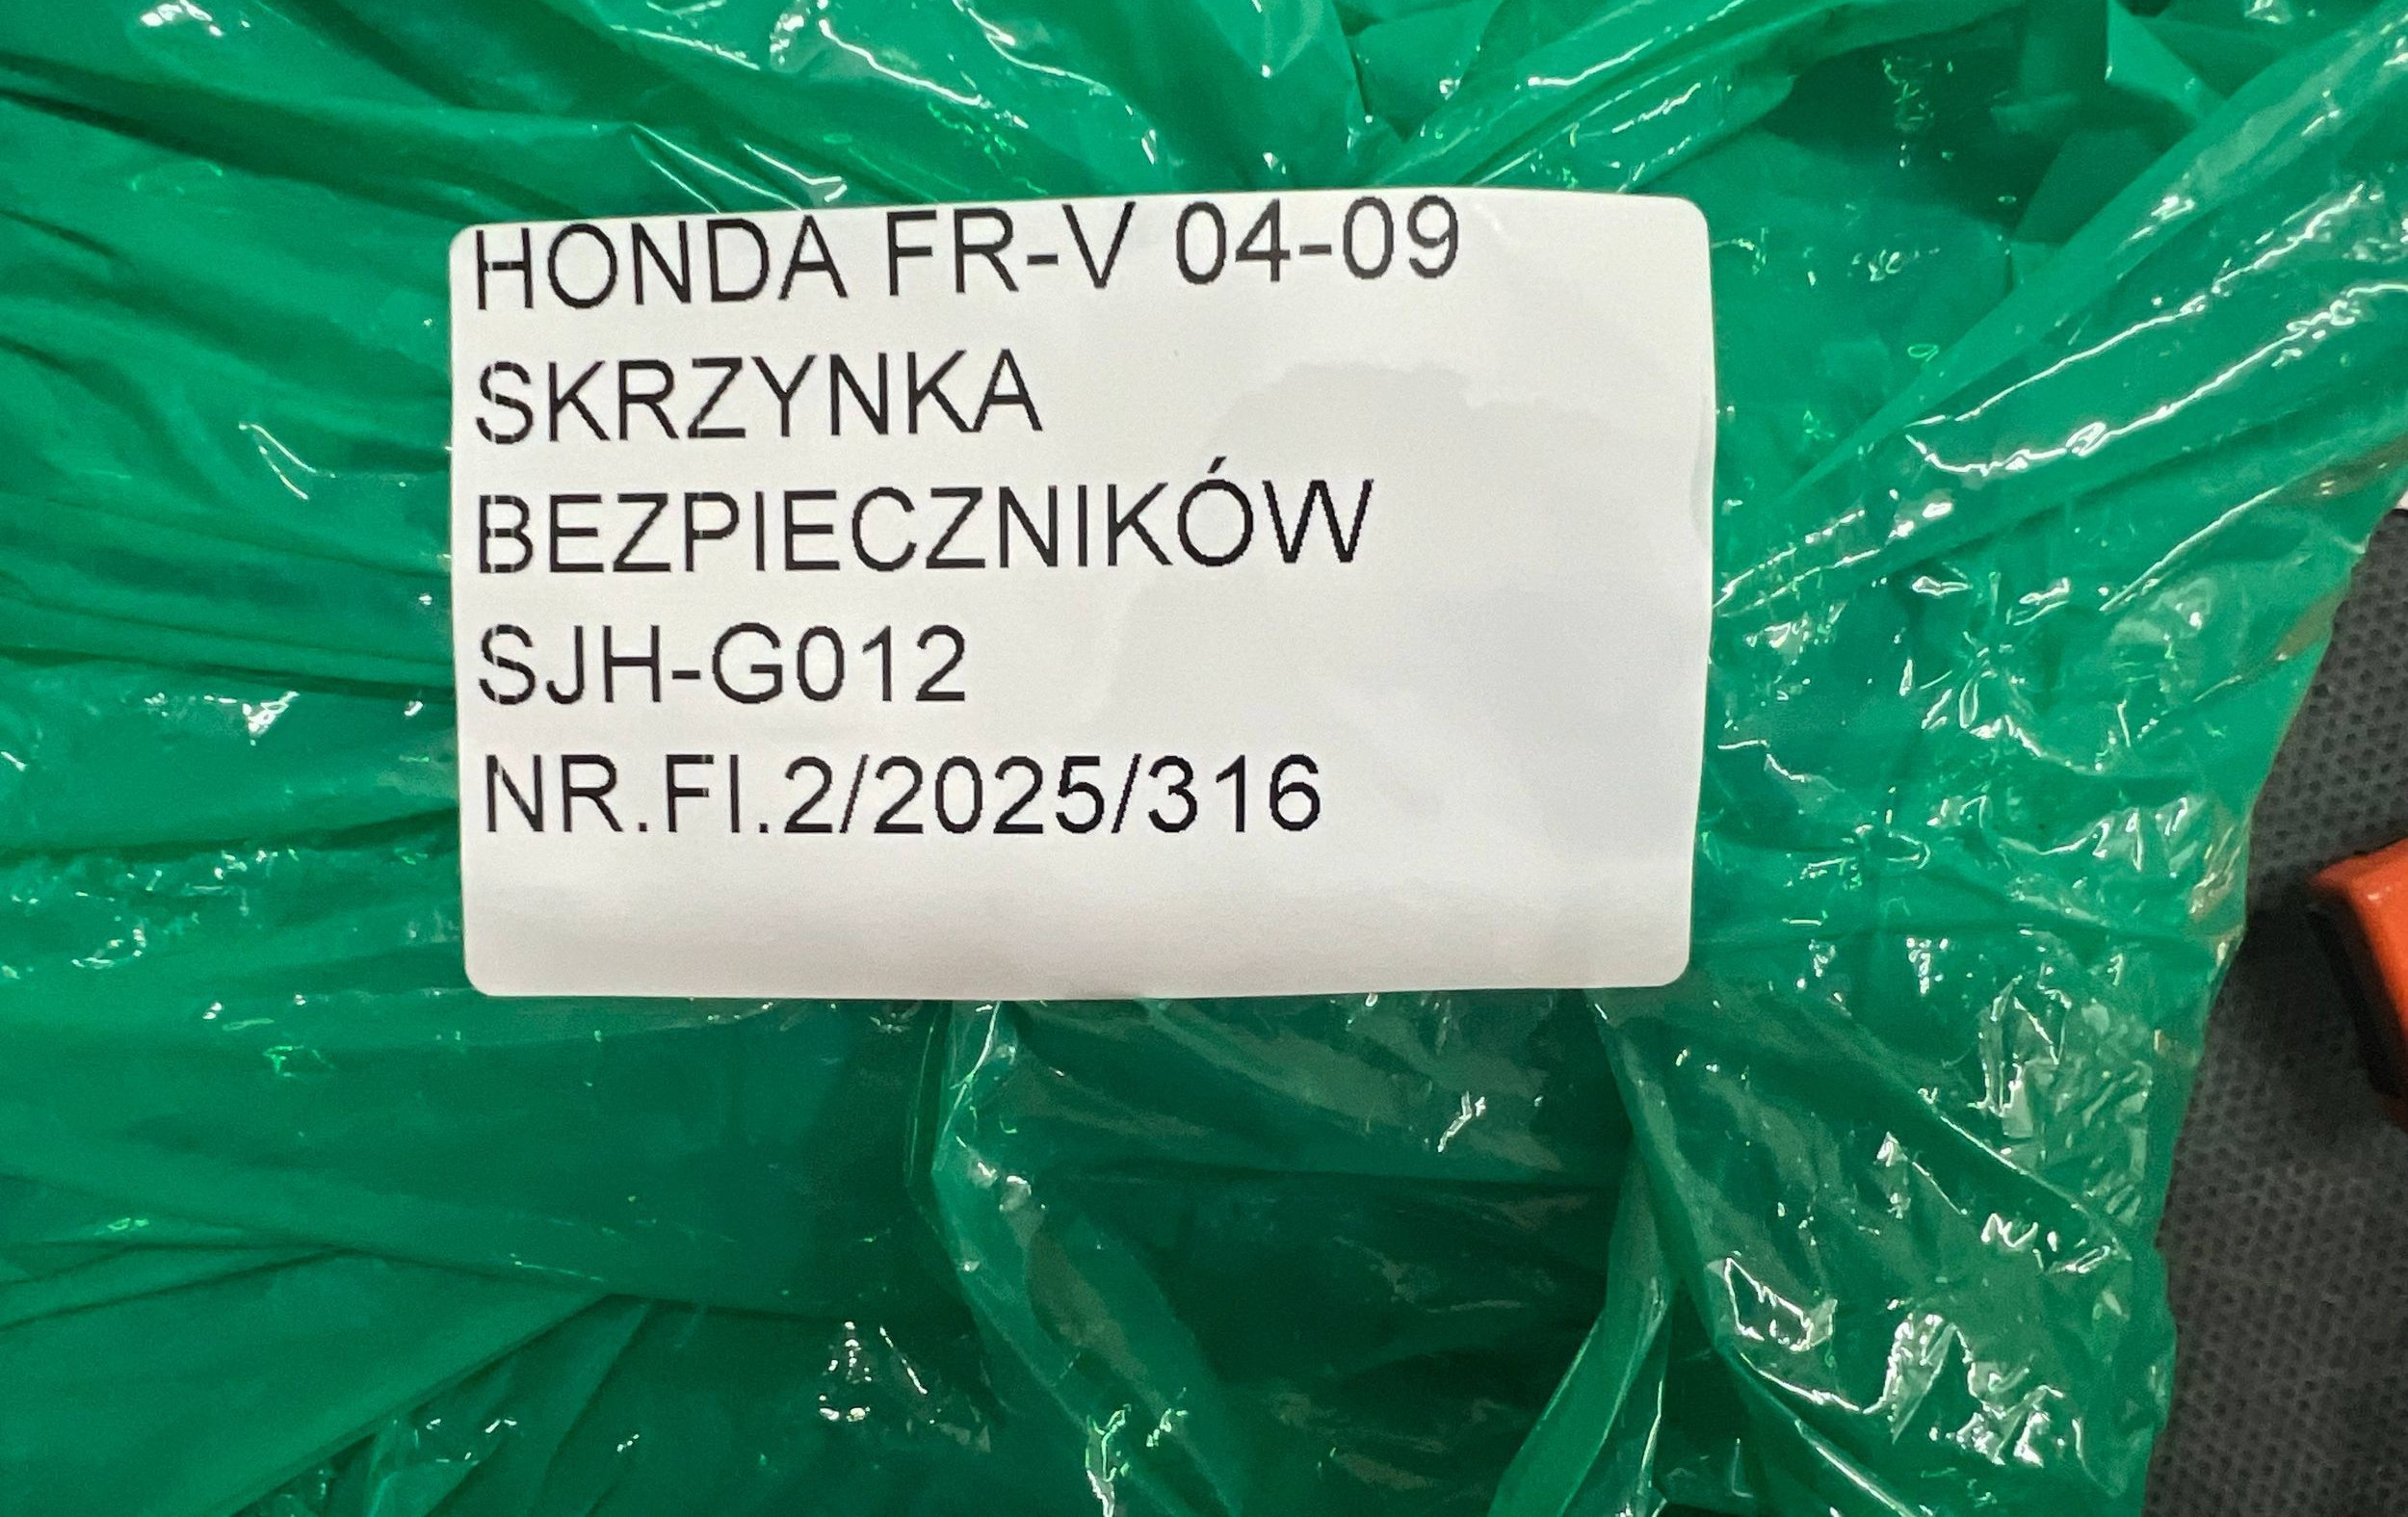 HONDA FR-V 04-09
SKRZYNKA
BEZPIECZNIKÓW
SJH-G012
NR.FI.2/2025/316